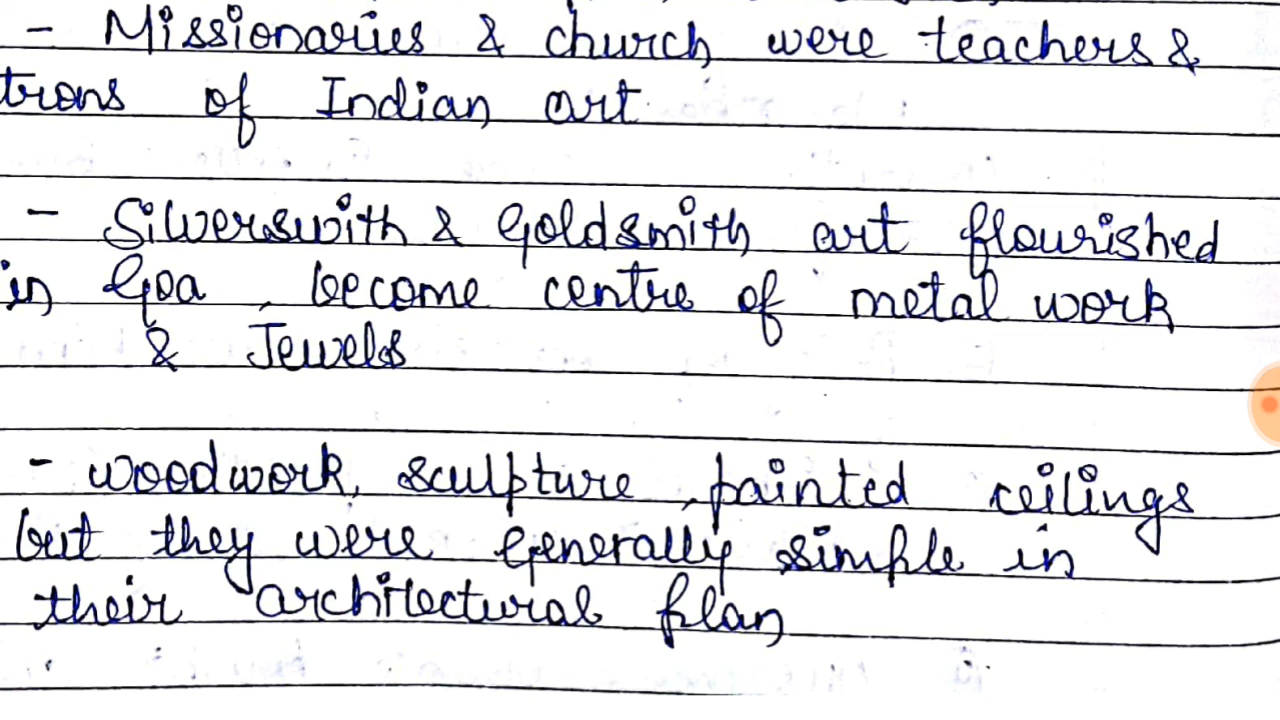 - Missionaries & church were teachers &
trons of Indian art.
- Silverswith & Goldsmith art flourished
in Goa, become centre of metal work
& Jewels
- woodwork, sculpture, painted ceilings
but they were generally simple in
their architectural plan